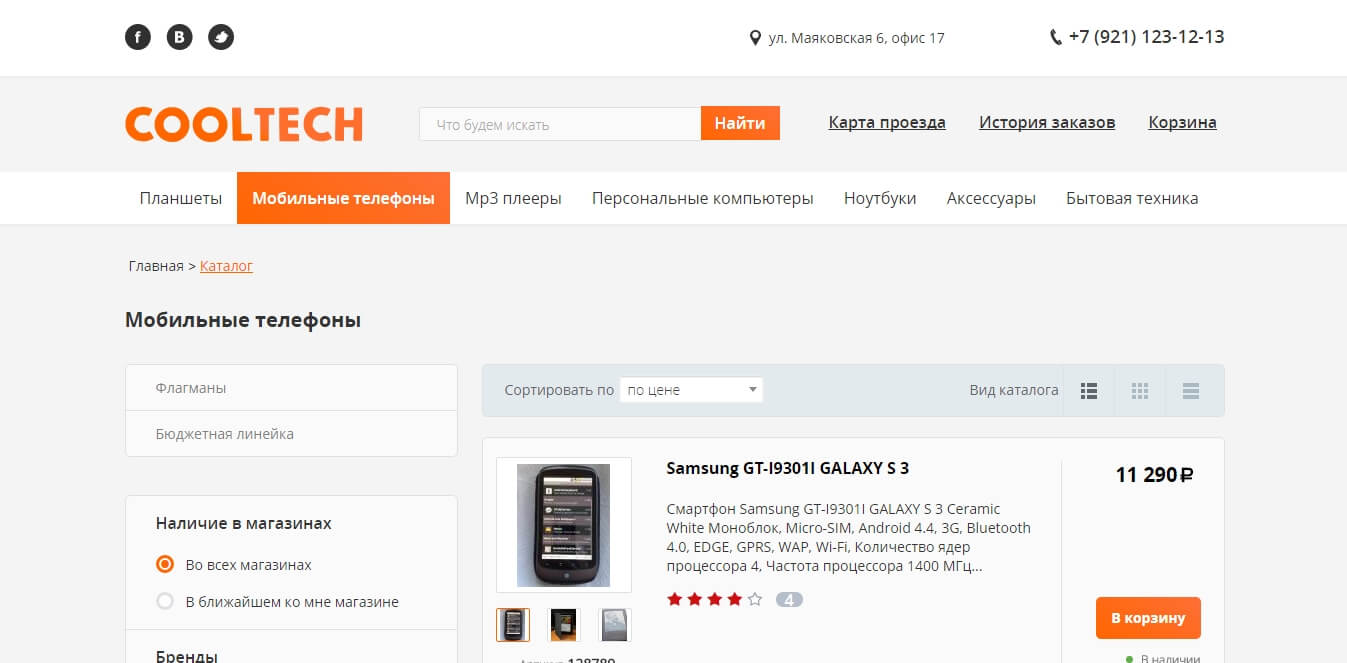 ул. Маяковская 6, офис 17
+7 (921) 123-12-13
COOLTECH
Что будем искать
Найти
Карта проезда
История заказов
Корзина
Планшеты
Мобильные телефоны
Mp3 плееры
Персональные компьютеры
Ноутбуки
Аксессуары
Бытовая техника
Главная > Каталог
Мобильные телефоны
Флагманы
Бюджетная линейка
Наличие в магазинах
Во всех магазинах
В ближайшем ко мне магазине
Бренды
Сортировать по
по цене
Вид каталога
Samsung GT-I9301I GALAXY S 3
Смартфон Samsung GT-I9301I GALAXY S 3 Ceramic
White Моноблок, Micro-SIM, Android 4.4, 3G, Bluetooth
4.0, EDGE, GPRS, WAP, Wi-Fi, Количество ядер
процессора 4, Частота процессора 1400 МГц...
4
11 290₽
В корзину
В наличии
Артикул 128789